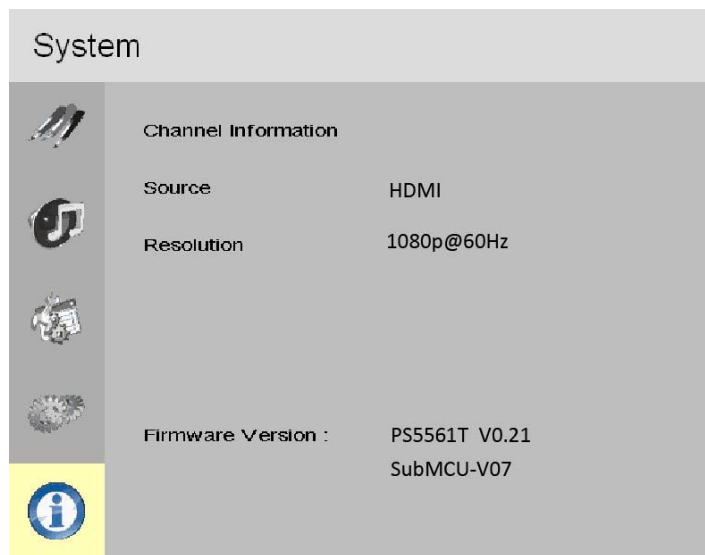 System
Channel Information
Source HDMI
Resolution 1080p@60Hz
Firmware Version : PS5561T V0.21
SubMCU-V07